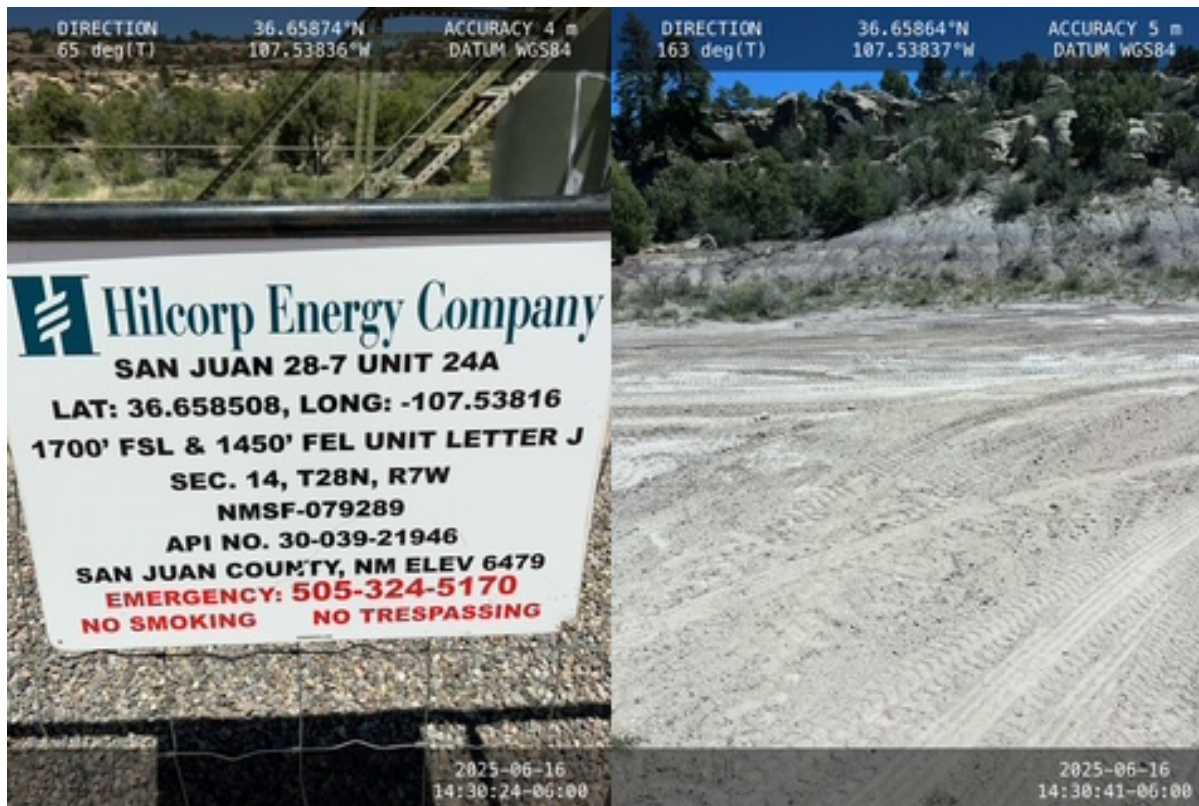 DIRECTION 36.65874°N ACCURACY 4 m
65 deg(T) 107.53836°W DATUM WGS84
Hilcorp Energy Company
SAN JUAN 28-7 UNIT 24A
LAT: 36.658508, LONG: -107.53816
1700' FSL & 1450' FEL UNIT LETTER J
SEC. 14, T28N, R7W
NMSF-079289
API NO. 30-039-21946
SAN JUAN COUNTY, NM ELEV 6479
EMERGENCY: 505-324-5170
NO SMOKING NO TRESPASSING
2025-06-16
14:30:24-06:00
DIRECTION 36.65864°N ACCURACY 5 m
163 deg(T) 107.53837°W DATUM WGS84
2025-06-16
14:30:41-06:00